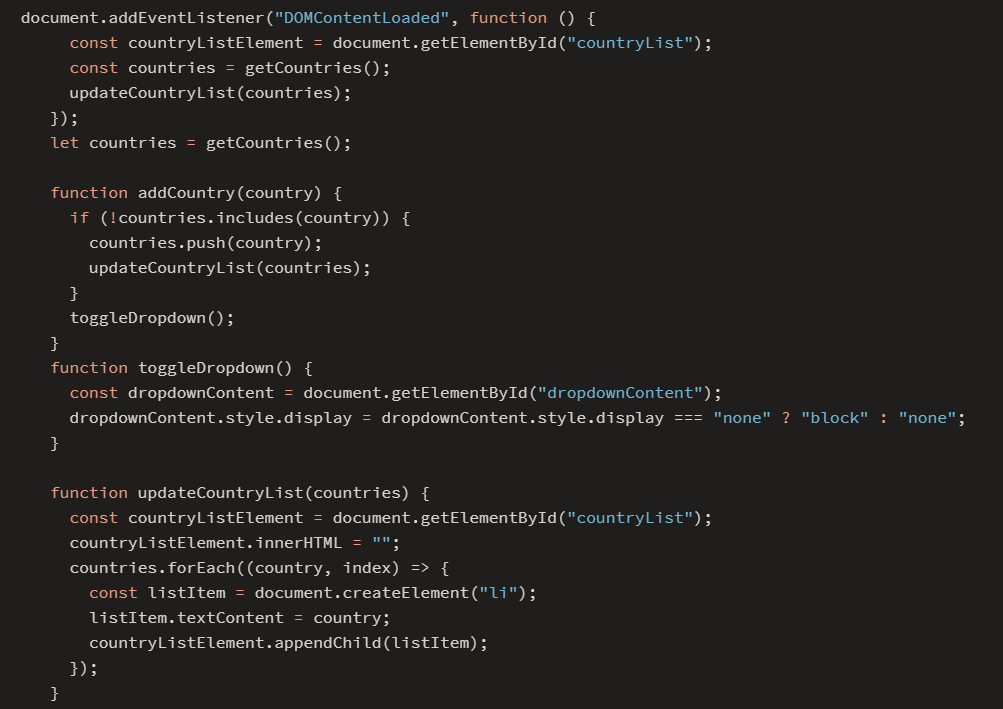 document.addEventListener("DOMContentLoaded", function () {
     const countryListElement = document.getElementById("countryList");
     const countries = getCountries();
     updateCountryList(countries);
   });
   let countries = getCountries();

   function addCountry(country) {
     if (!countries.includes(country)) {
       countries.push(country);
       updateCountryList(countries);
     }
     toggleDropdown();
   }
   function toggleDropdown() {
     const dropdownContent = document.getElementById("dropdownContent");
     dropdownContent.style.display = dropdownContent.style.display === "none" ? "block" : "none";
   }

   function updateCountryList(countries) {
     const countryListElement = document.getElementById("countryList");
     countryListElement.innerHTML = "";
     countries.forEach((country, index) => {
       const listItem = document.createElement("li");
       listItem.textContent = country;
       countryListElement.appendChild(listItem);
     });
   }